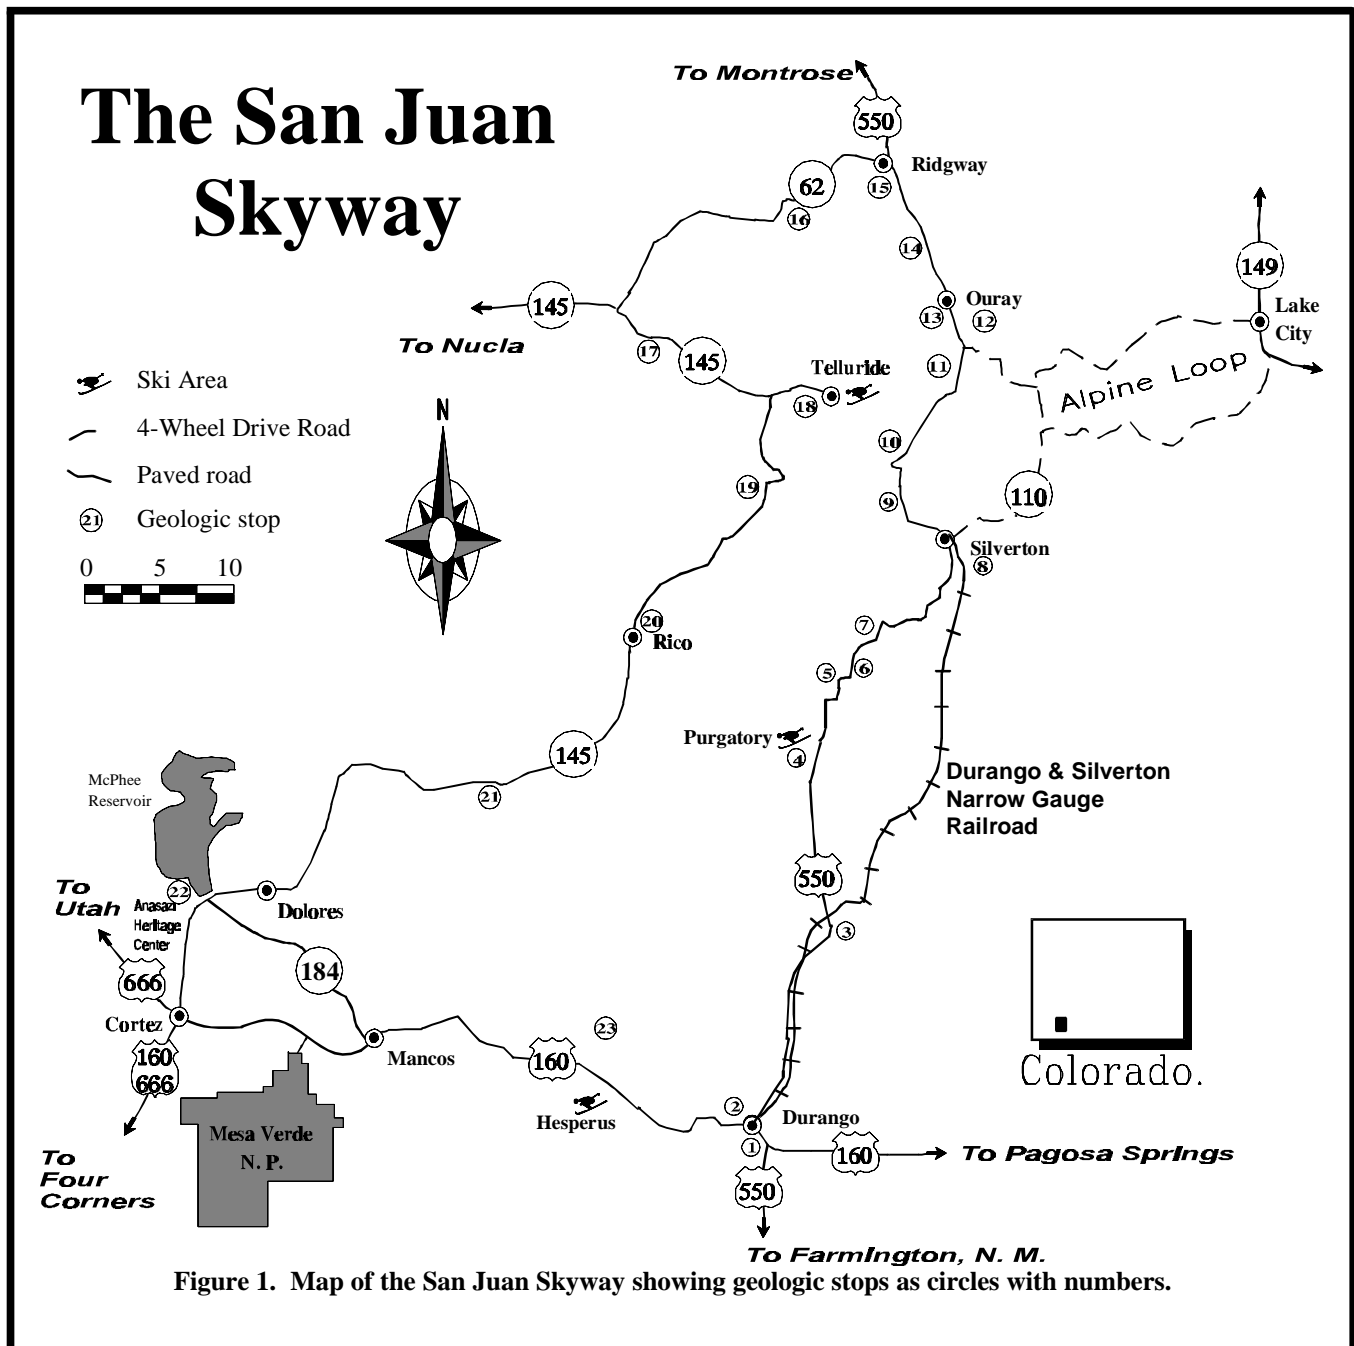 The San Juan
Skyway
To Montrose
550
Ridgway
15
62
16
14
149
Lake
City
145
To Nucla
17
145
Ouray
13
12
11
Telluride
18
Alpine Loop
Ski Area
4-Wheel Drive Road
Paved road
21
Geologic stop
0 5 10
N
10
19
9
110
Silverton
8
20
Rico
7
5
6
Purgatory
4
145
21
McPhee
Reservoir
Durango & Silverton
Narrow Gauge
Railroad
550
3
22
To
Utah
Anasazi
Heritage
Center
Dolores
666
184
Cortez
160
666
Mancos
23
160
Hesperus
2
Durango
1
160
To Pagosa Springs
550
To Farmington, N. M.
Mesa Verde
N. P.
To
Four
Corners
Colorado.
Figure 1. Map of the San Juan Skyway showing geologic stops as circles with numbers.